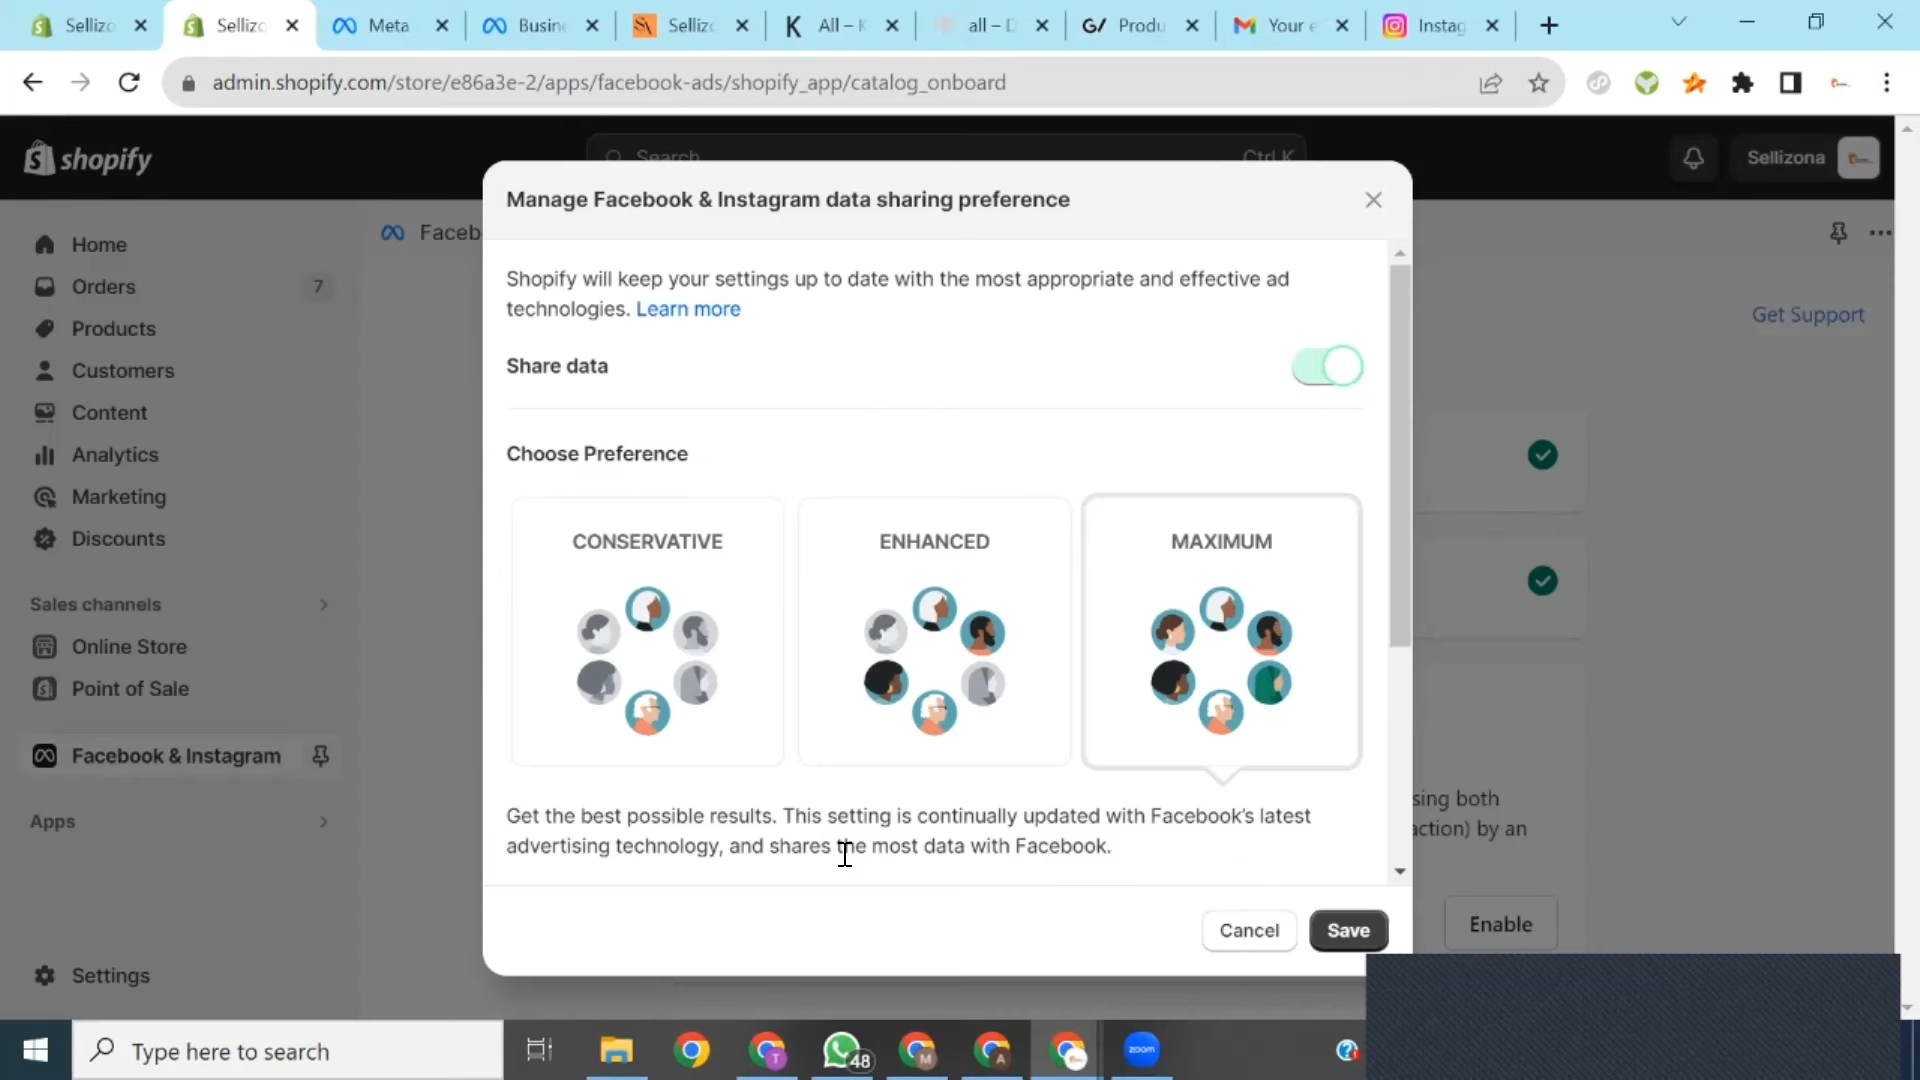 Sellizo
Sellizo
Meta
Busine
Sellizo
All – K
all – D
G/ Produ
Your e
Instag
admin.shopify.com/store/e86a3e-2/apps/facebook-ads/shopify_app/catalog_onboard
shopify
Search
Ctrl K
Sellizona
Manage Facebook & Instagram data sharing preference
Home
Orders
7
Products
Customers
Content
Analytics
Marketing
Discounts
Sales channels
Online Store
Point of Sale
Facebook & Instagram
Apps
Settings
Faceb
Get Support
Shopify will keep your settings up to date with the most appropriate and effective ad
technologies. Learn more
Share data
Choose Preference
CONSERVATIVE
ENHANCED
MAXIMUM
Get the best possible results. This setting is continually updated with Facebook's latest
advertising technology, and shares the most data with Facebook.
sing both
action) by an
Cancel
Save
Enable
Type here to search
T
48
M
A
zoom